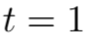 t = 1